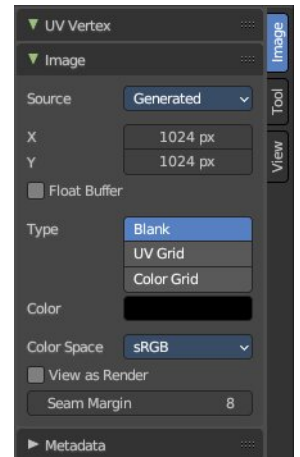 UV Vertex
Image
Source Generated
X 1024 px
Y 1024 px
Float Buffer
Type Blank
UV Grid
Color Grid
Color
Color Space sRGB
View as Render
Seam Margin 8
Metadata
Image
Tool
View